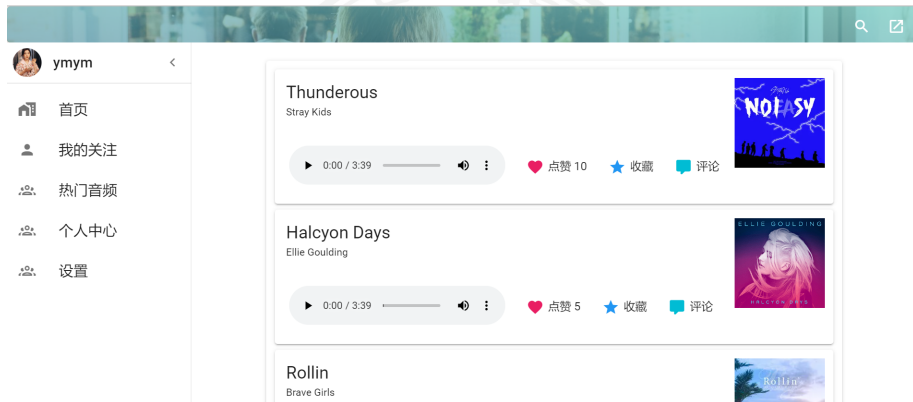 ymym
首页
我的关注
热门音频
个人中心
设置
Thunderous
Stray Kids
0:00 / 3:39
点赞 10
收藏
评论
NOEASY
Halcyon Days
Ellie Goulding
0:00 / 3:39
点赞 5
收藏
评论
ELLIE GOULDING
HALCYON DAYS
Rollin
Brave Girls
Rollin'